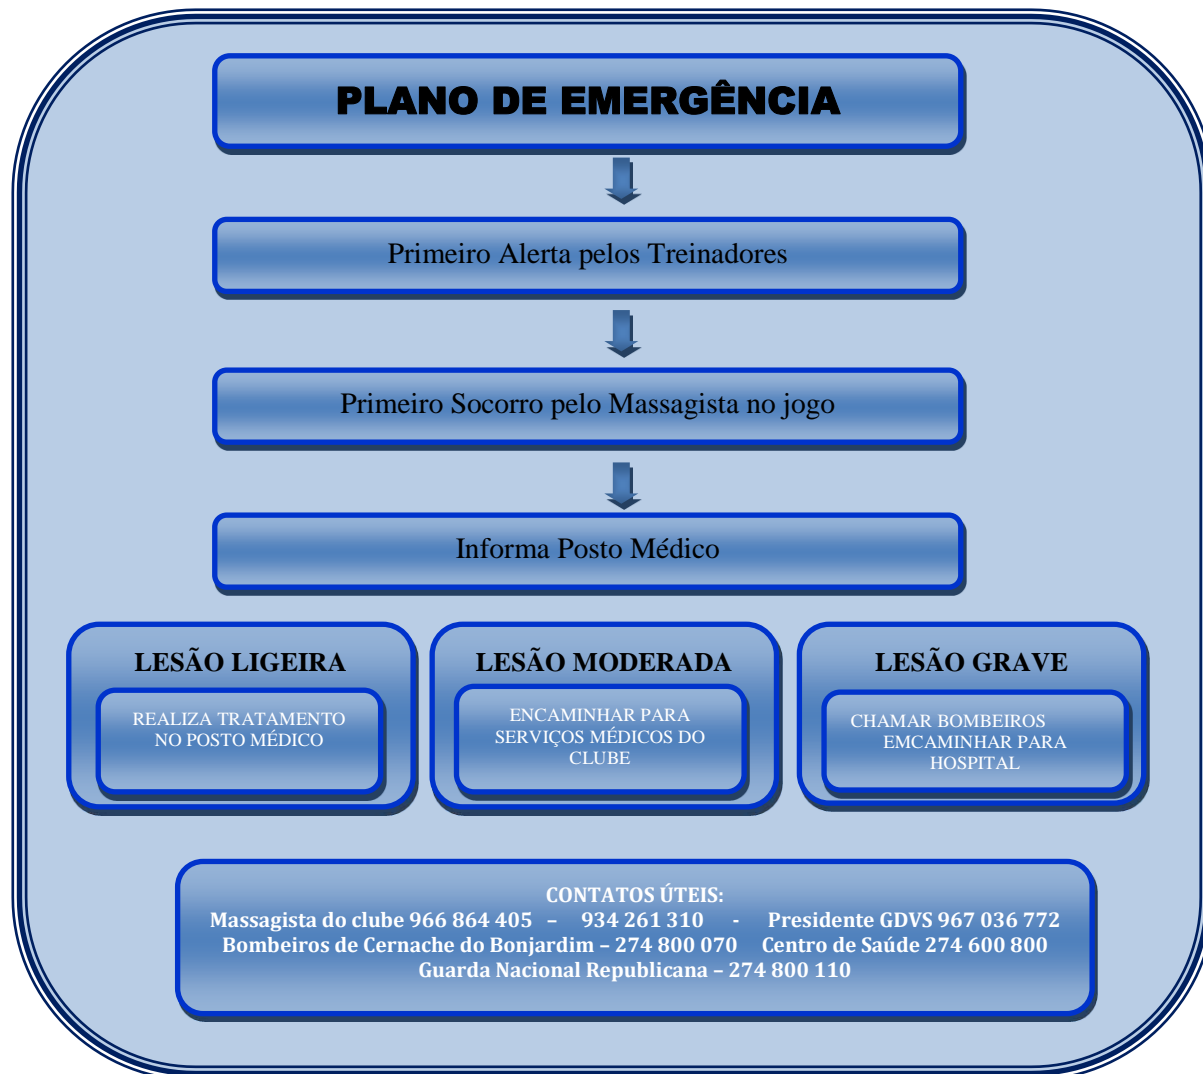 PLANO DE EMERGÊNCIA
Primeiro Alerta pelos Treinadores
Primeiro Socorro pelo Massagista no jogo
Informa Posto Médico
LESÃO LIGEIRA
REALIZA TRATAMENTO
NO POSTO MÉDICO
LESÃO MODERADA
ENCAMINHAR PARA
SERVIÇOS MÉDICOS DO
CLUBE
LESÃO GRAVE
CHAMAR BOMBEIROS
EMCAMINHAR PARA
HOSPITAL
CONTATOS ÚTEIS:
Massagista do clube 966 864 405 – 934 261 310 - Presidente GDVS 967 036 772
Bombeiros de Cernache do Bonjardim – 274 800 070 Centro de Saúde 274 600 800
Guarda Nacional Republicana – 274 800 110